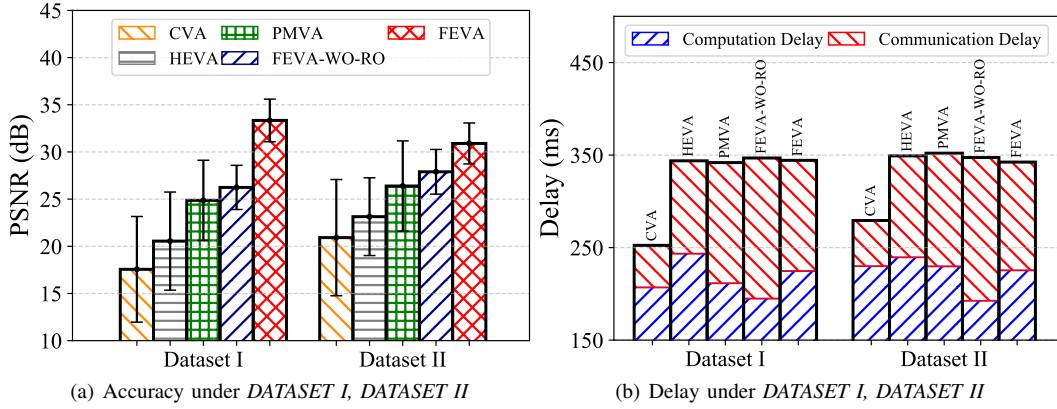 45
40
35
30
25
20
15
10
PSNR (dB)
CVA PMVA FEVA
HEVA FEVA-WO-RO
Dataset I Dataset II
(a) Accuracy under DATASET I, DATASET II
450
350
250
150
Delay (ms)
Computation Delay Communication Delay
CVA
HEVA
PMVA
FEVA-WO-RO
FEVA
CVA
HEVA
PMVA
FEVA-WO-RO
FEVA
Dataset I Dataset II
(b) Delay under DATASET I, DATASET II